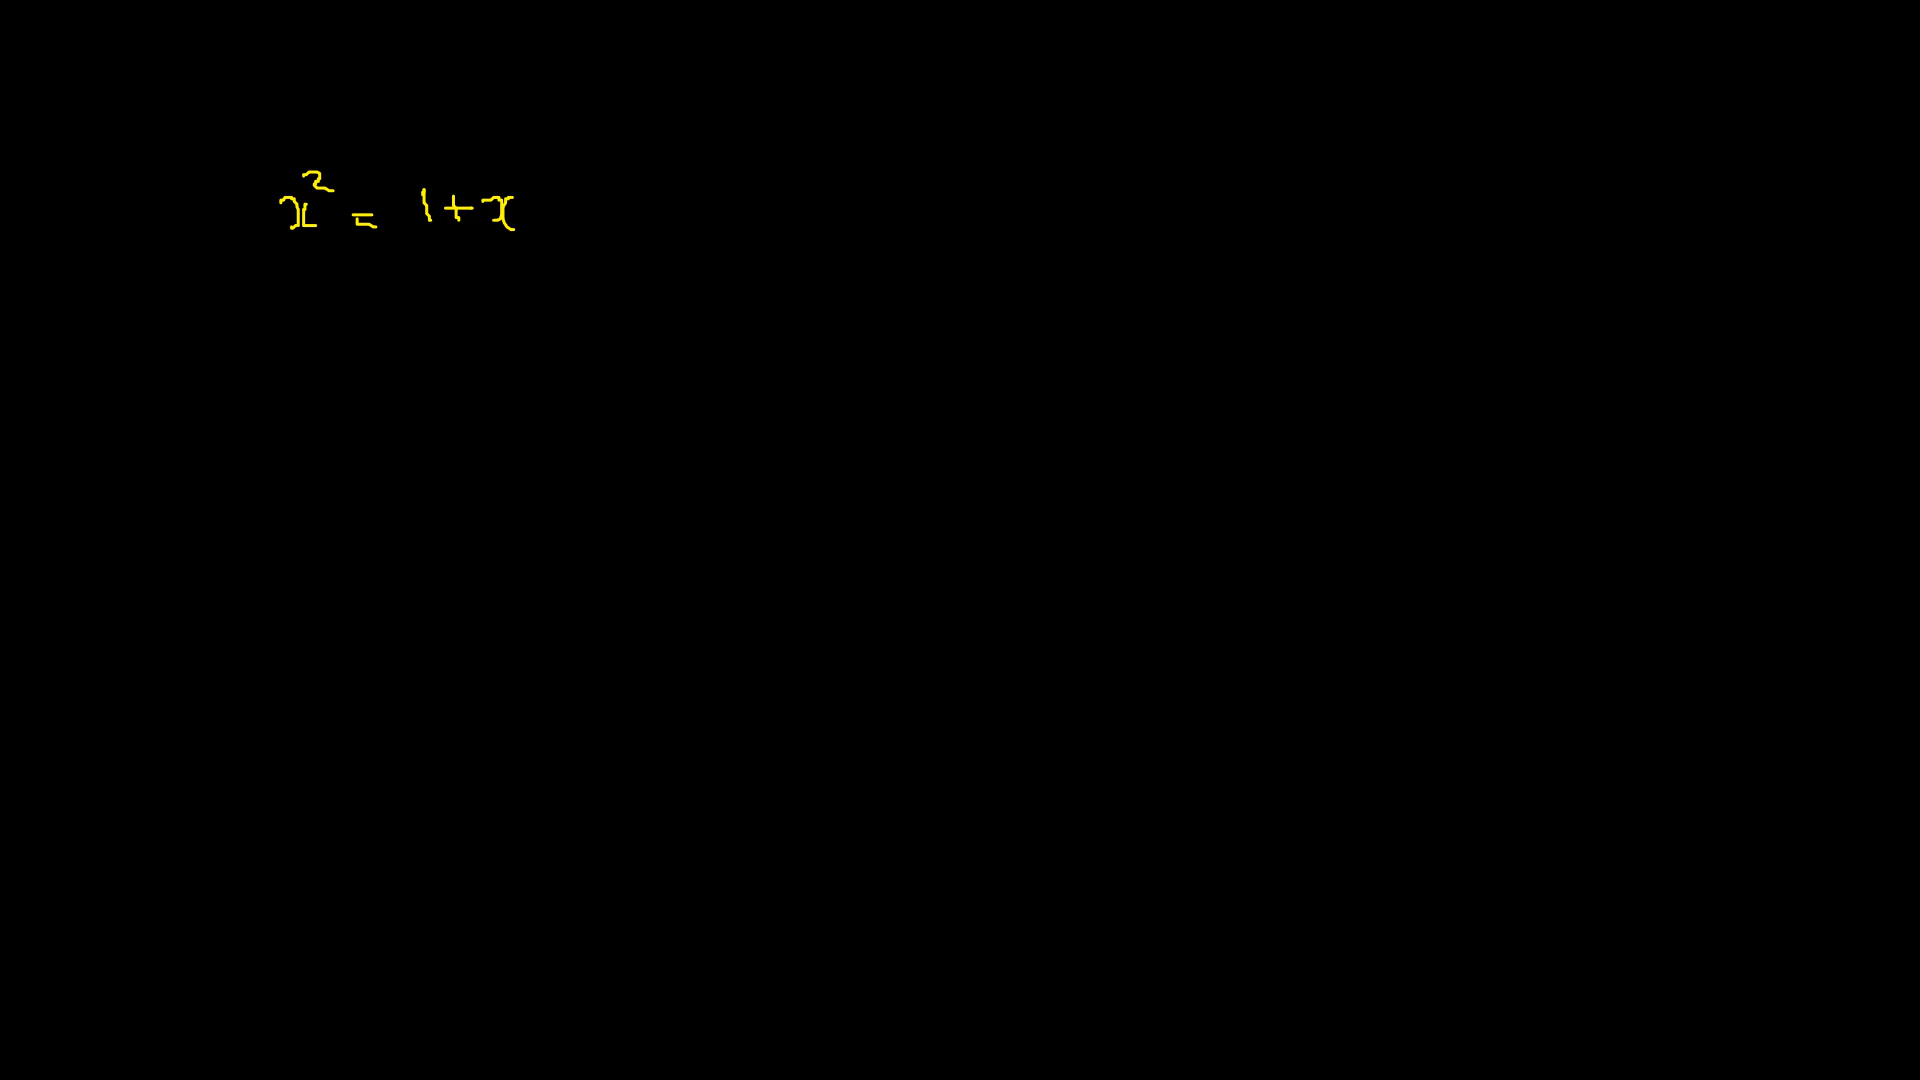 x² = 1+x